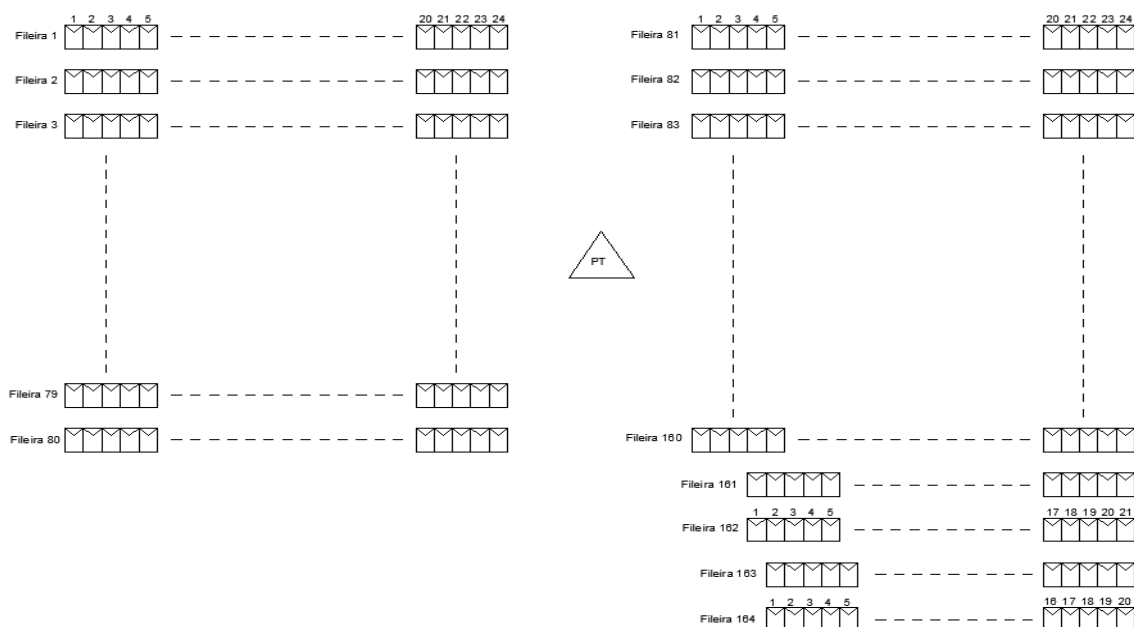 1 2 3 4 5 20 21 22 23 24
Fileira 1
Fileira 2
Fileira 3
Fileira 79
Fileira 80
PT
1 2 3 4 5 20 21 22 23 24
Fileira 81
Fileira 82
Fileira 83
Fileira 160
Fileira 161
1 2 3 4 5 17 18 19 20 21
Fileira 162
Fileira 163
1 2 3 4 5 16 17 18 19 20
Fileira 164